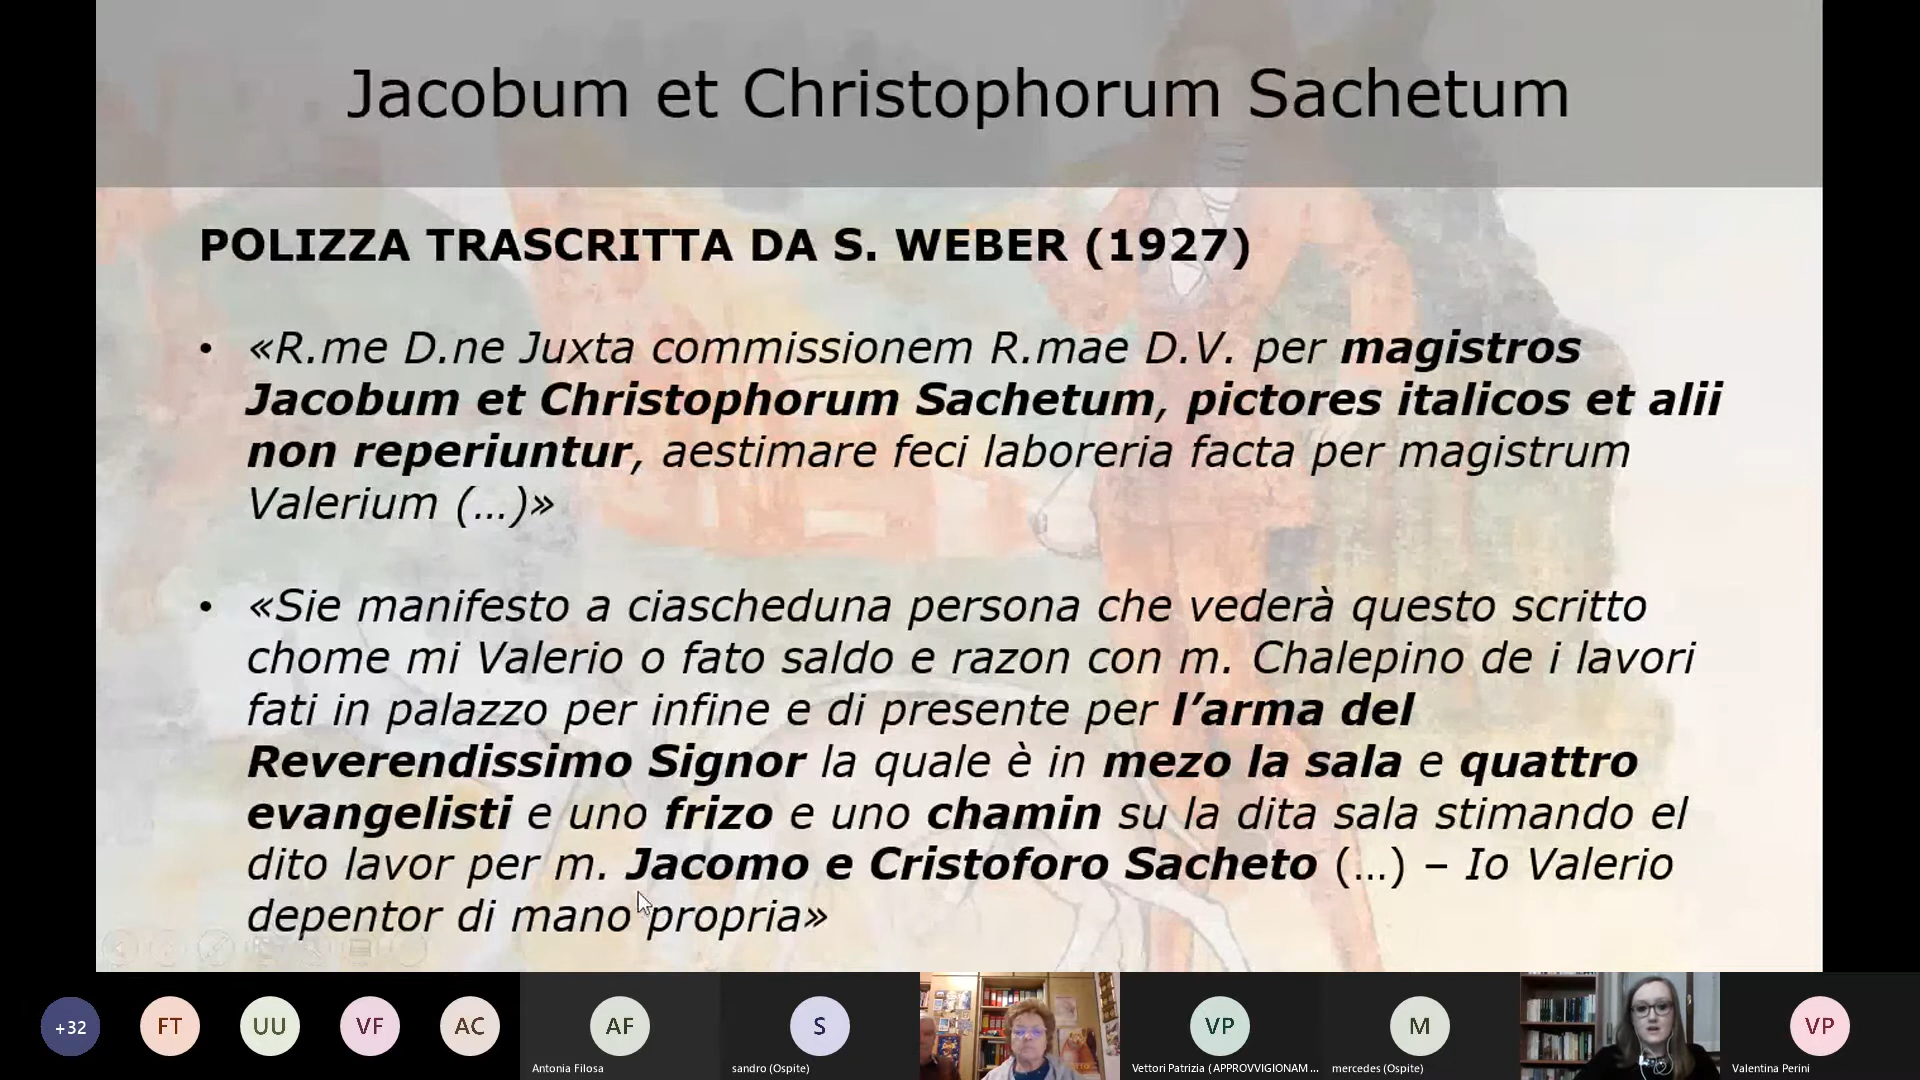 Jacobum et Christophorum Sachetum
POLIZZA TRASCRITTA DA S. WEBER (1927)
• «R.me D.ne Juxta commissionem R.mae D.V. per magistros
Jacobum et Christophorum Sachetum, pictores italicos et alii
non reperiuntur, aestimare feci laboreria facta per magistrum
Valerium (...)»
• «Sie manifesto a ciascheduna persona che vederà questo scritto
chome mi Valerio o fato saldo e razon con m. Chalepino de i lavori
fati in palazzo per infine e di presente per l’arma del
Reverendissimo Signor la quale è in mezo la sala e quattro
evangelisti e uno frizo e uno chamin su la dita sala stimando el
dito lavor per m. Jacomo e Cristoforo Sacheto (...) – Io Valerio
depentor di mano propria»
+32 FT UU VF AC AF S VP M VP
Antonia Filosa sandro (Ospite) Vettori Patrizia ( APPROVVIGIONAM ... mercedes (Ospite) Valentina Perini